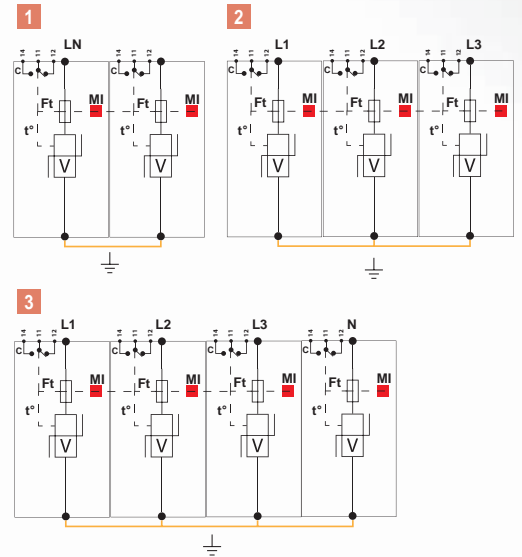 1
LN
14 11 12 14 11 12
C C
Ft MI Ft MI
t° t°
V V
2
L1 L2 L3
14 11 12 14 11 12 14 11 12
C C C
Ft MI Ft MI Ft MI
t° t° t°
V V V
3
L1 L2 L3 N
14 11 12 14 11 12 14 11 12 14 11 12
C C C C
Ft MI Ft MI Ft MI Ft MI
t° t° t° t°
V V V V